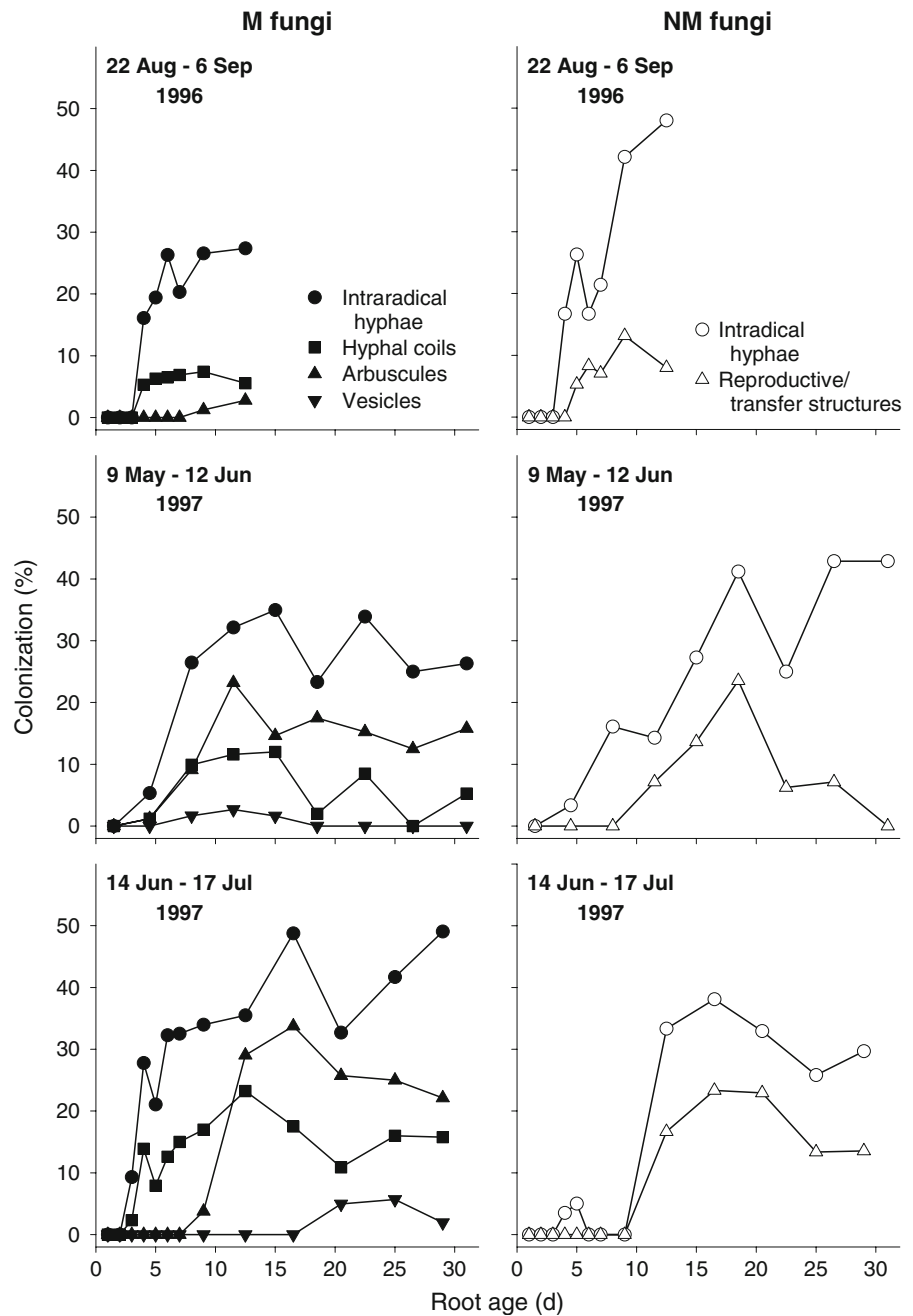 M fungi
NM fungi
22 Aug - 6 Sep
1996
50
40
30
20
10
0
Intraradical
hyphae
Hyphal coils
Arbuscules
Vesicles
22 Aug - 6 Sep
1996
Intradical
hyphae
Reproductive/
transfer structures
Colonization (%)
9 May - 12 Jun
1997
50
40
30
20
10
0
9 May - 12 Jun
1997
14 Jun - 17 Jul
1997
50
40
30
20
10
0
0 5 10 15 20 25 30
14 Jun - 17 Jul
1997
0 5 10 15 20 25 30
Root age (d)